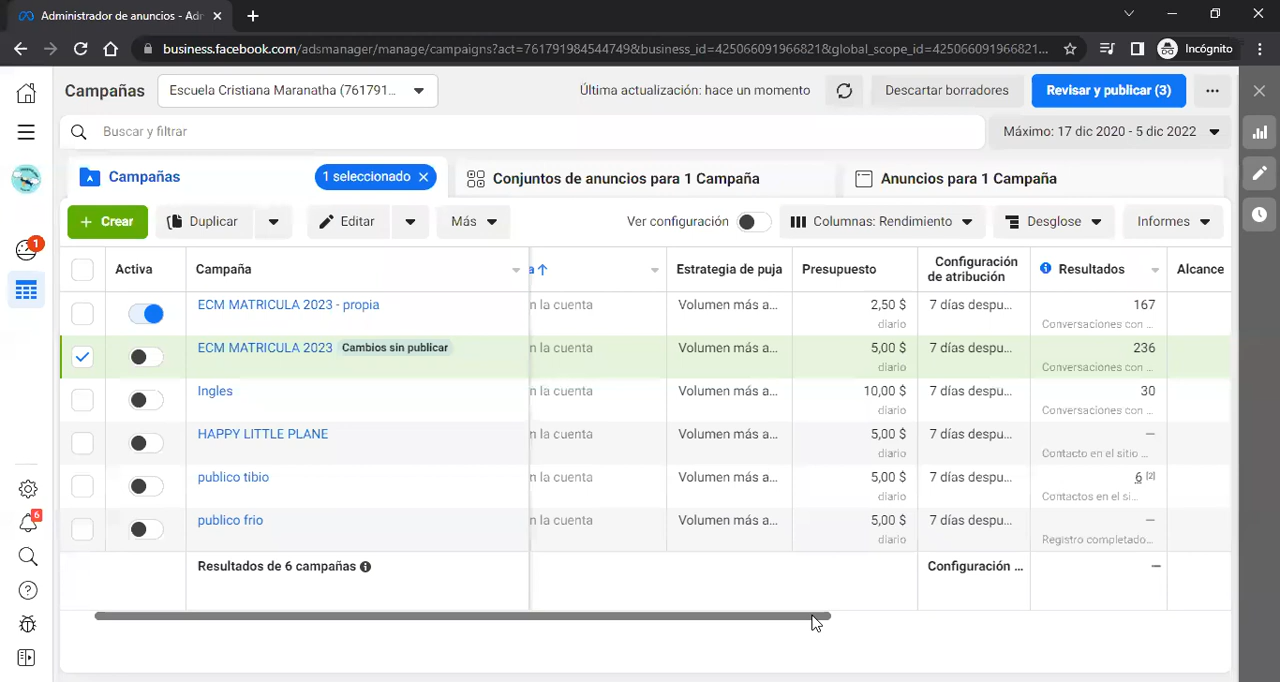 Administrador de anuncios - Adr
business.facebook.com/adsmanager/manage/campaigns?act=761791984544749&business_id=425066091966821&global_scope_id=425066091966821...
Incógnito
Campañas
Escuela Cristiana Maranatha (761791...
Última actualización: hace un momento
Descartar borradores
Revisar y publicar (3)
Buscar y filtrar
Máximo: 17 dic 2020 - 5 dic 2022
Campañas
1 seleccionado
Conjuntos de anuncios para 1 Campaña
Anuncios para 1 Campaña
+ Crear
Duplicar
Editar
Más
Ver configuración
Columnas: Rendimiento
Desglose
Informes
Activa
Campaña
a
Estrategia de puja
Presupuesto
Configuración de atribución
Resultados
Alcance
ECM MATRICULA 2023 - propia
n la cuenta
Volumen más a...
2,50 $
diario
7 días despu...
167
Conversaciones con ...
ECM MATRICULA 2023
Cambios sin publicar
n la cuenta
Volumen más a...
5,00 $
diario
7 días despu...
236
Conversaciones con ...
Ingles
n la cuenta
Volumen más a...
10,00 $
diario
7 días despu...
30
Conversaciones con ...
HAPPY LITTLE PLANE
n la cuenta
Volumen más a...
5,00 $
diario
7 días despu...
—
Contacto en el sitio ...
publico tibio
n la cuenta
Volumen más a...
5,00 $
diario
7 días despu...
6 [2]
Contactos en el si...
publico frio
n la cuenta
Volumen más a...
5,00 $
diario
7 días despu...
—
Registro completado...
Resultados de 6 campañas
Configuración ...
—
1
6